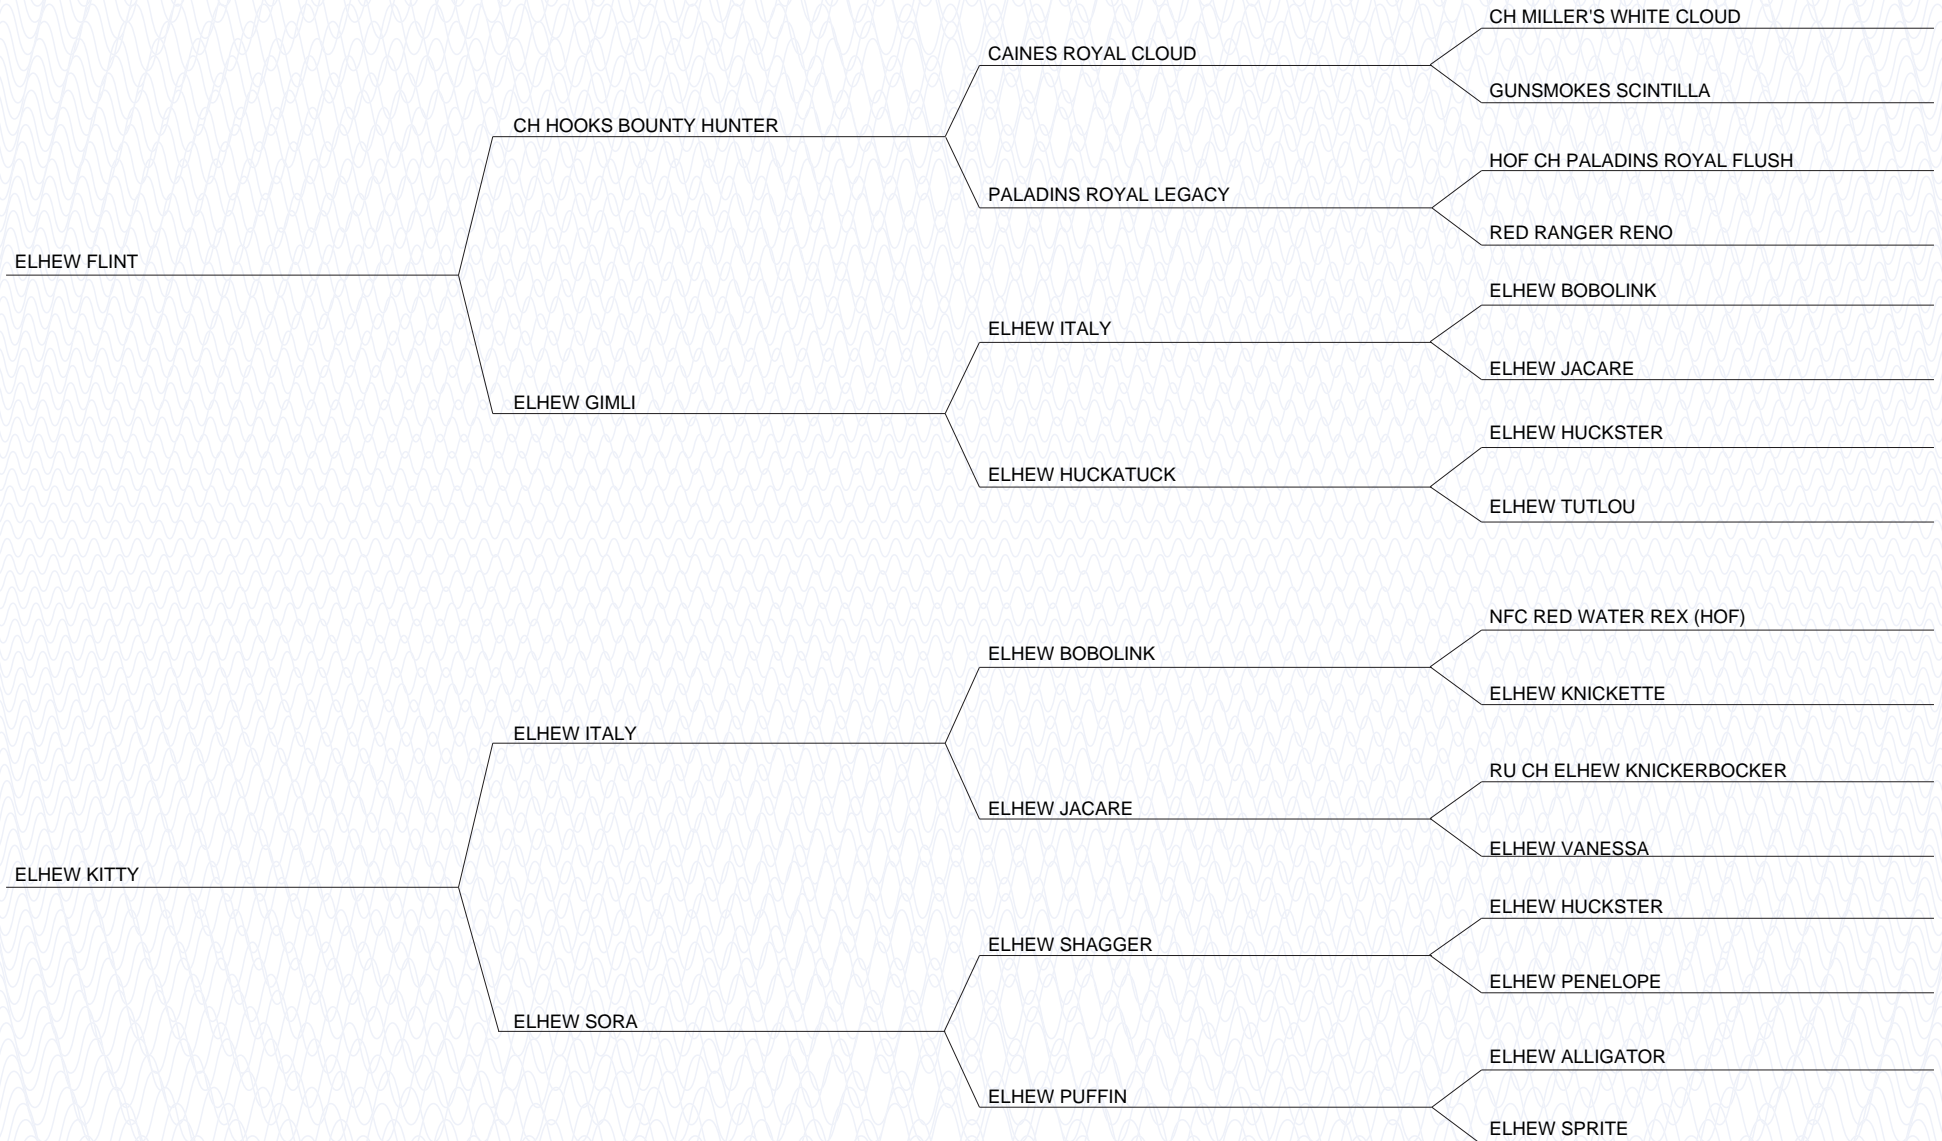 CH MILLER'S WHITE CLOUD
CAINES ROYAL CLOUD
GUNSMOKES SCINTILLA
CH HOOKS BOUNTY HUNTER
HOF CH PALADINS ROYAL FLUSH
PALADINS ROYAL LEGACY
RED RANGER RENO
ELHEW FLINT
ELHEW BOBOLINK
ELHEW ITALY
ELHEW JACARE
ELHEW GIMLI
ELHEW HUCKSTER
ELHEW HUCKATUCK
ELHEW TUTLOU
NFC RED WATER REX (HOF)
ELHEW BOBOLINK
ELHEW KNICKETTE
ELHEW ITALY
RU CH ELHEW KNICKERBOCKER
ELHEW JACARE
ELHEW VANESSA
ELHEW KITTY
ELHEW HUCKSTER
ELHEW SHAGGER
ELHEW PENELOPE
ELHEW SORA
ELHEW ALLIGATOR
ELHEW PUFFIN
ELHEW SPRITE